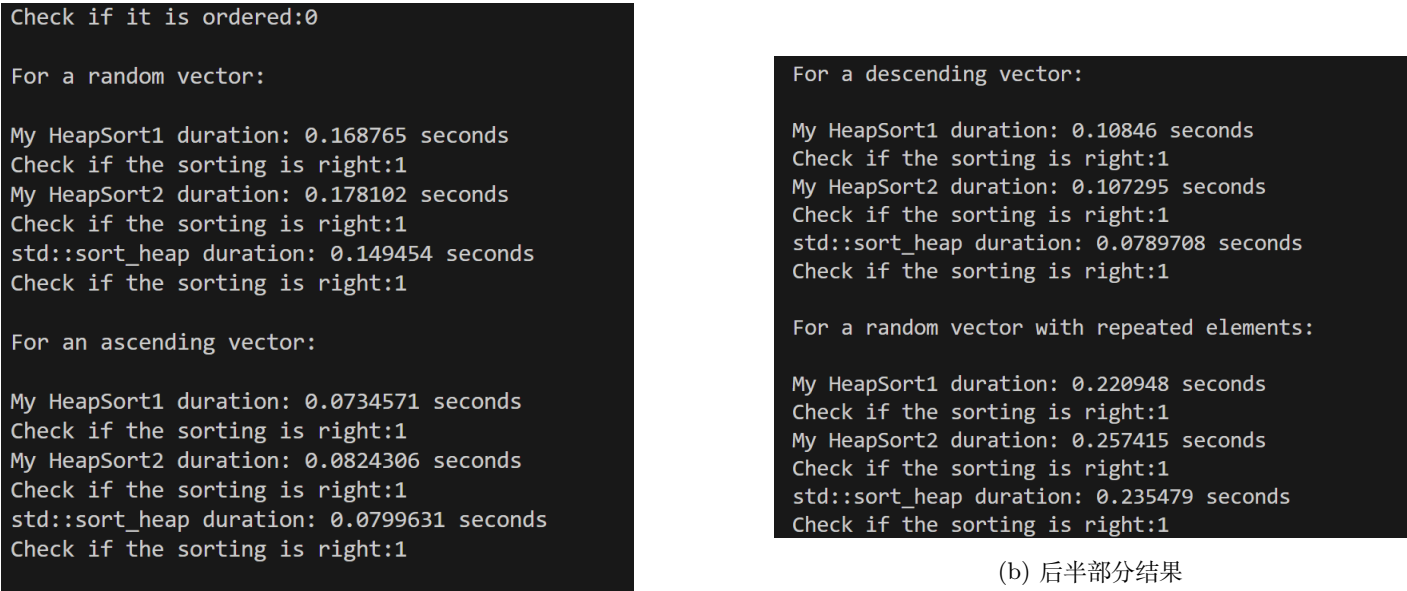 Check if it is ordered:0
For a random vector:
My HeapSort1 duration: 0.168765 seconds
Check if the sorting is right:1
My HeapSort2 duration: 0.178102 seconds
Check if the sorting is right:1
std::sort_heap duration: 0.149454 seconds
Check if the sorting is right:1
For an ascending vector:
My HeapSort1 duration: 0.0734571 seconds
Check if the sorting is right:1
My HeapSort2 duration: 0.0824306 seconds
Check if the sorting is right:1
std::sort_heap duration: 0.0799631 seconds
Check if the sorting is right:1
For a descending vector:
My HeapSort1 duration: 0.10846 seconds
Check if the sorting is right:1
My HeapSort2 duration: 0.107295 seconds
Check if the sorting is right:1
std::sort_heap duration: 0.0789708 seconds
Check if the sorting is right:1
For a random vector with repeated elements:
My HeapSort1 duration: 0.220948 seconds
Check if the sorting is right:1
My HeapSort2 duration: 0.257415 seconds
Check if the sorting is right:1
std::sort_heap duration: 0.235479 seconds
Check if the sorting is right:1
(b) 后半部分结果